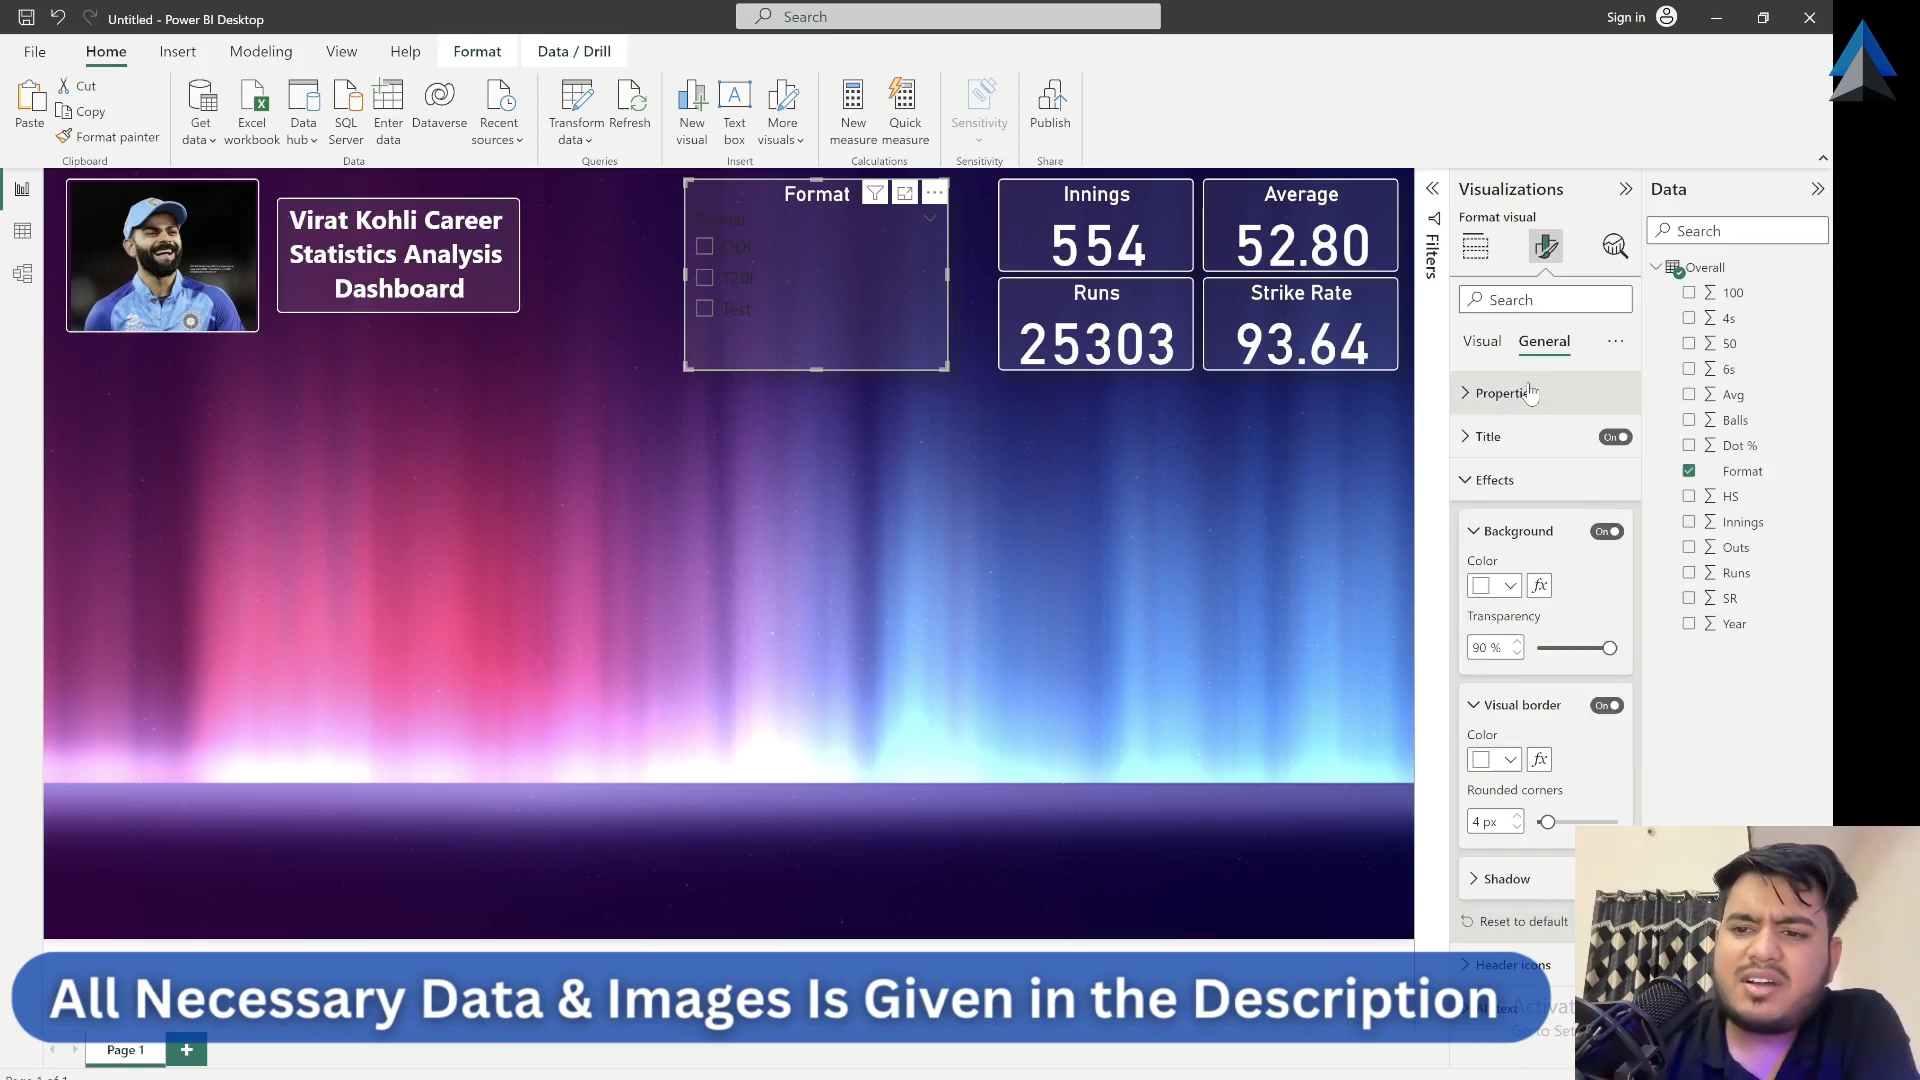 Untitled - Power BI Desktop
Search
Sign in
File
Home
Insert
Modeling
View
Help
Format
Data / Drill
Paste
Cut
Copy
Format painter
Clipboard
Get data
Excel workbook
Data hub
SQL Server
Enter data
Dataverse
Recent sources
Data
Transform data
Refresh
Queries
New visual
Text box
More visuals
Insert
New measure
Quick measure
Calculations
Sensitivity
Sensitivity
Publish
Share
Virat Kohli Career
Statistics Analysis
Dashboard
Format
Format
ODI
T20I
Test
Innings
554
Average
52.80
Runs
25303
Strike Rate
93.64
Filters
Visualizations
Format visual
Search
Visual
General
Title
On
Effects
Background
On
Color
fx
Transparency
90 %
Visual border
On
Color
fx
Rounded corners
4 px
Shadow
Reset to default
Header icons
Data
Search
Overall
100
4s
50
6s
Avg
Balls
Dot %
Format
HS
Innings
Outs
Runs
SR
Year
All Necessary Data & Images Is Given in the Description
Page 1